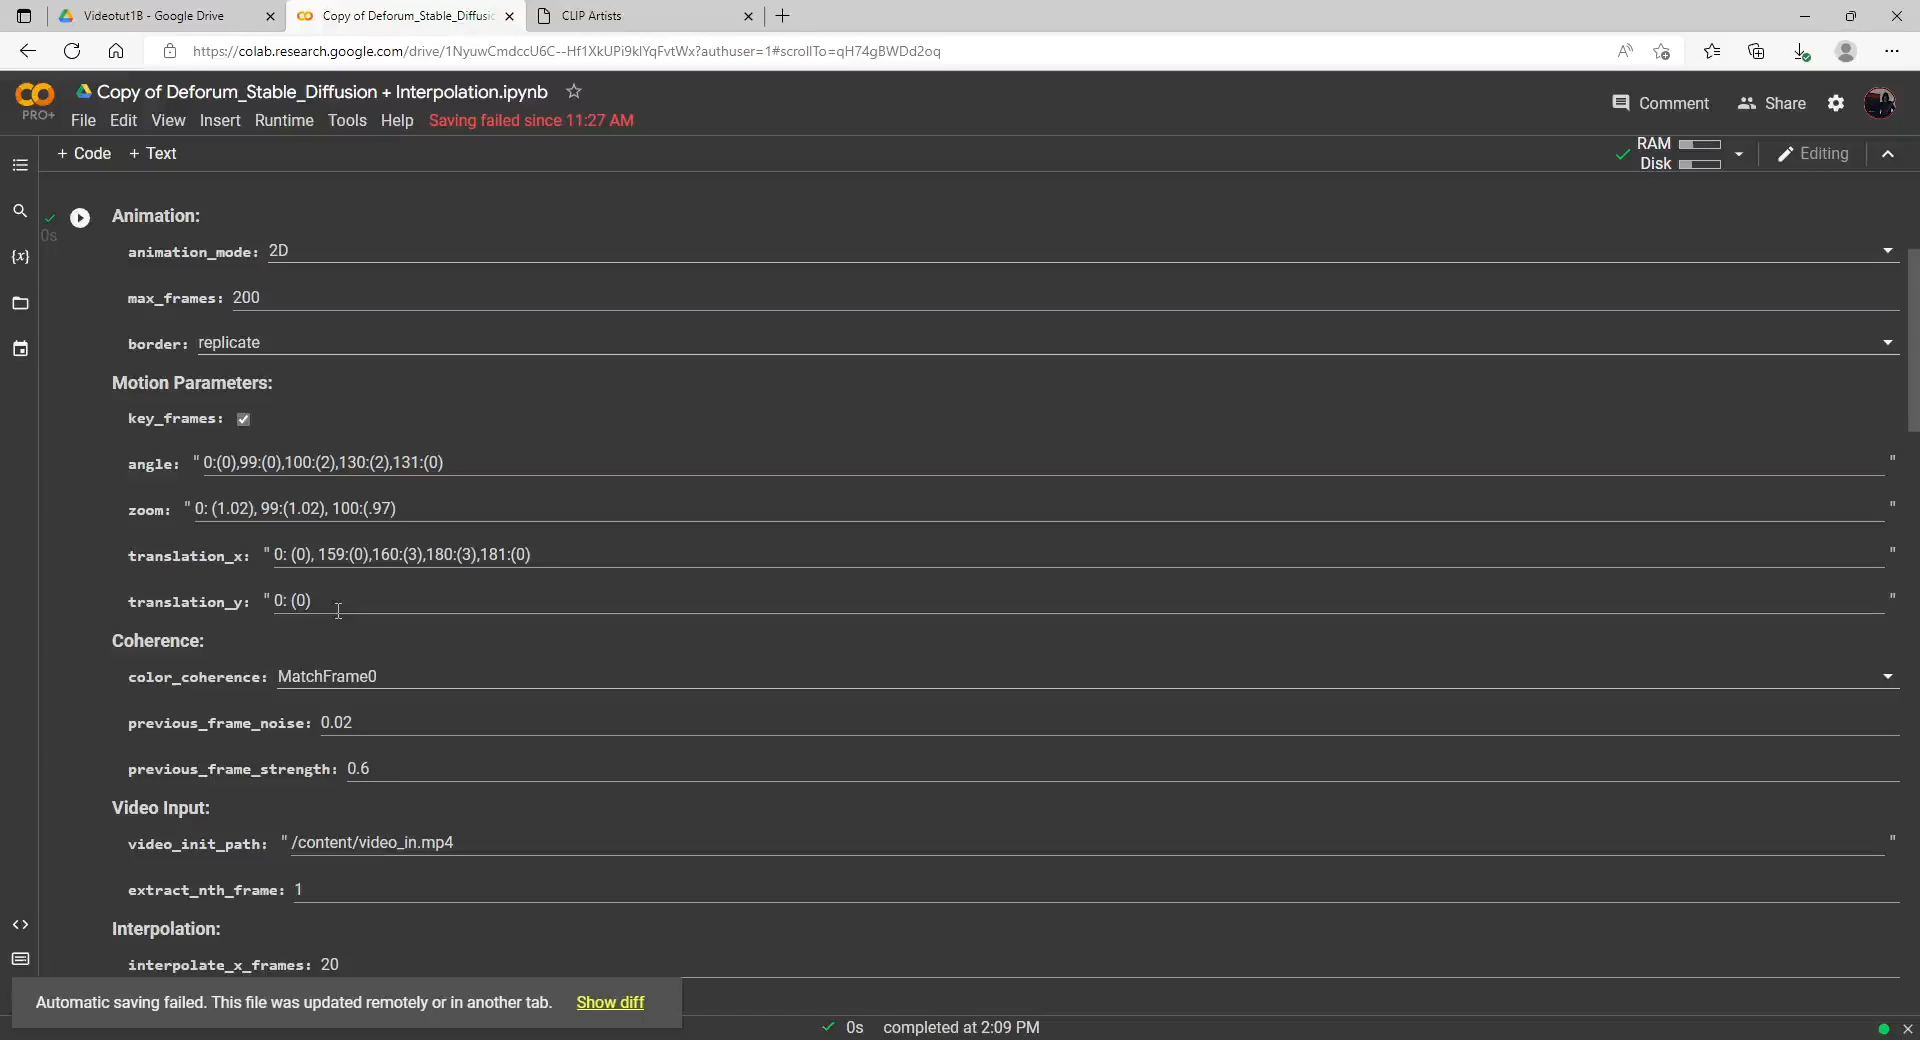 Videotut1B - Google Drive
Copy of Deforum_Stable_Diffusi
CLIP Artists
https://colab.research.google.com/drive/1NyuwCmdccU6C--Hf1XkUPi9klYqFvtWx?authuser=1#scrollTo=qH74gBWDd2oq
CO
PRO+
Copy of Deforum_Stable_Diffusion + Interpolation.ipynb
File Edit View Insert Runtime Tools Help Saving failed since 11:27 AM
Comment Share
+ Code + Text
RAM
Disk
Editing
Animation:
0s
animation_mode: 2D
{x}
max_frames: 200
border: replicate
Motion Parameters:
key_frames:
angle: " 0:(0),99:(0),100:(2),130:(2),131:(0) "
zoom: " 0: (1.02), 99:(1.02), 100:(.97) "
translation_x: " 0: (0), 159:(0),160:(3),180:(3),181:(0) "
translation_y: " 0: (0) "
Coherence:
color_coherence: MatchFrame0
previous_frame_noise: 0.02
previous_frame_strength: 0.6
Video Input:
video_init_path: " /content/video_in.mp4 "
extract_nth_frame: 1
Interpolation:
interpolate_x_frames: 20
Automatic saving failed. This file was updated remotely or in another tab. Show diff
0s completed at 2:09 PM